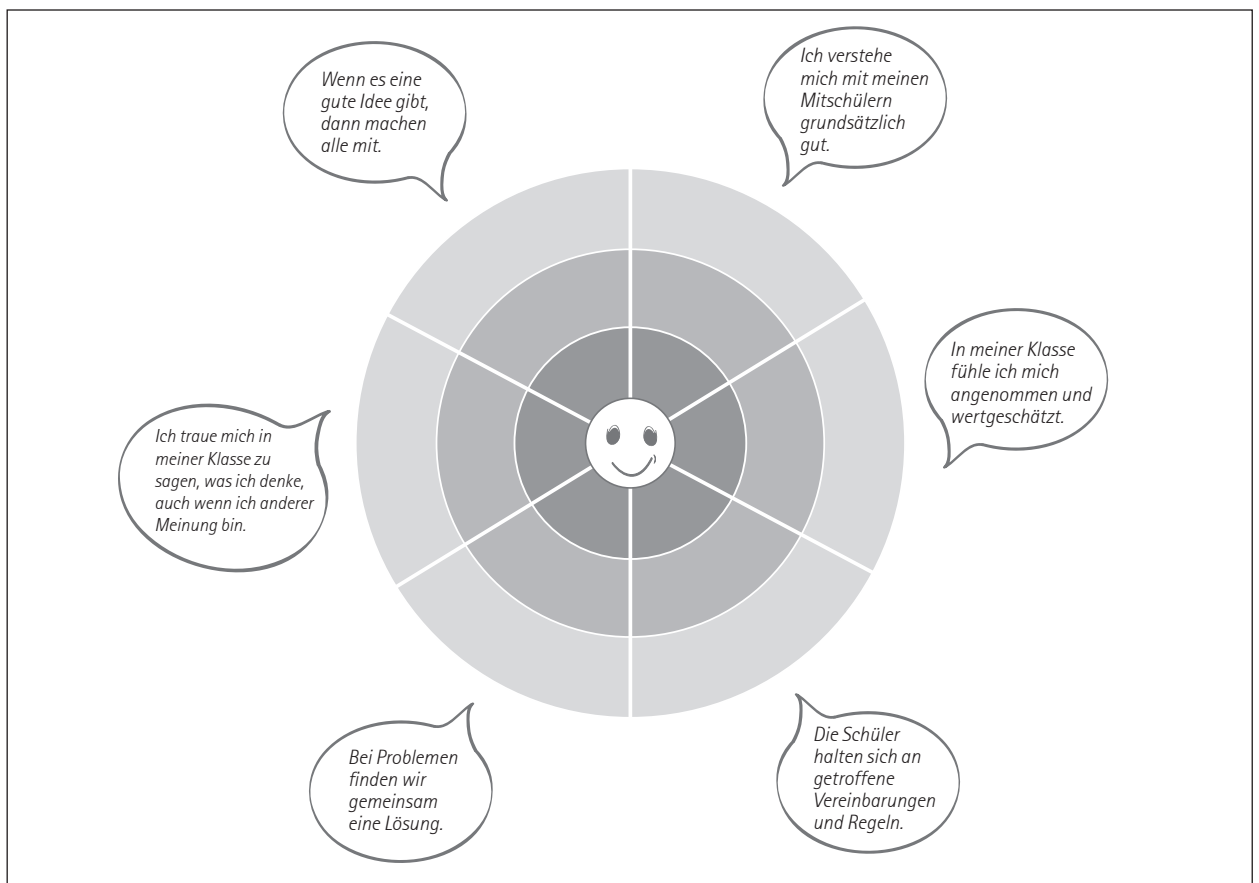 Wenn es eine
gute Idee gibt,
dann machen
alle mit.
Ich verstehe
mich mit meinen
Mitschülern
grundsätzlich
gut.
In meiner Klasse
fühle ich mich
angenommen und
wertgeschätzt.
Ich traue mich in
meiner Klasse zu
sagen, was ich denke,
auch wenn ich anderer
Meinung bin.
Bei Problemen
finden wir
gemeinsam
eine Lösung.
Die Schüler
halten sich an
getroffene
Vereinbarungen
und Regeln.